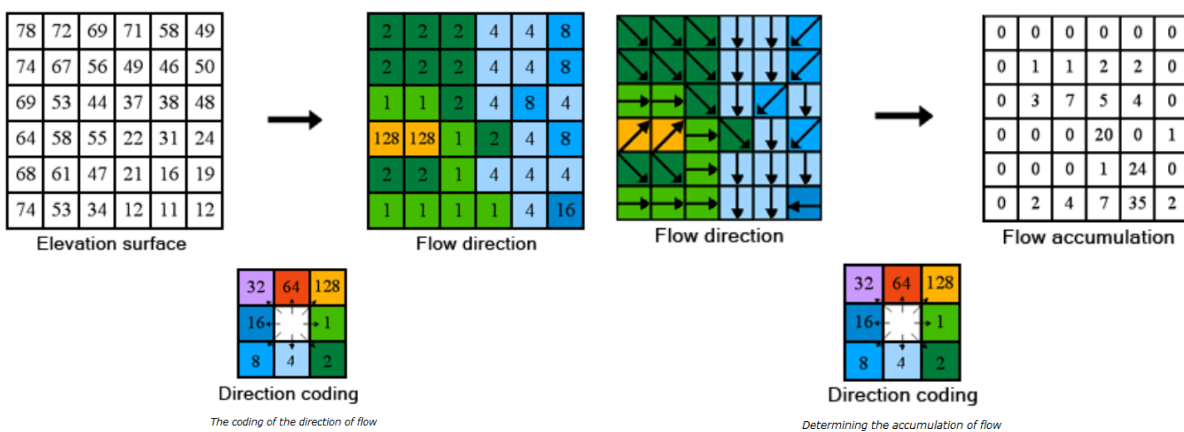 78 72 69 71 58 49
74 67 56 49 46 50
69 53 44 37 38 48
64 58 55 22 31 24
68 61 47 21 16 19
74 53 34 12 11 12
Elevation surface
2 2 2 4 4 8
2 2 2 4 4 8
1 1 2 4 8 4
128 128 1 2 4 8
2 2 1 4 4 4
1 1 1 1 4 16
Flow direction
Flow direction
0 0 0 0 0 0
0 1 1 2 2 0
0 3 7 5 4 0
0 0 0 20 0 1
0 0 0 1 24 0
0 2 4 7 35 2
Flow accumulation
32 64 128
16 1
8 4 2
Direction coding
The coding of the direction of flow
32 64 128
16 1
8 4 2
Direction coding
Determining the accumulation of flow